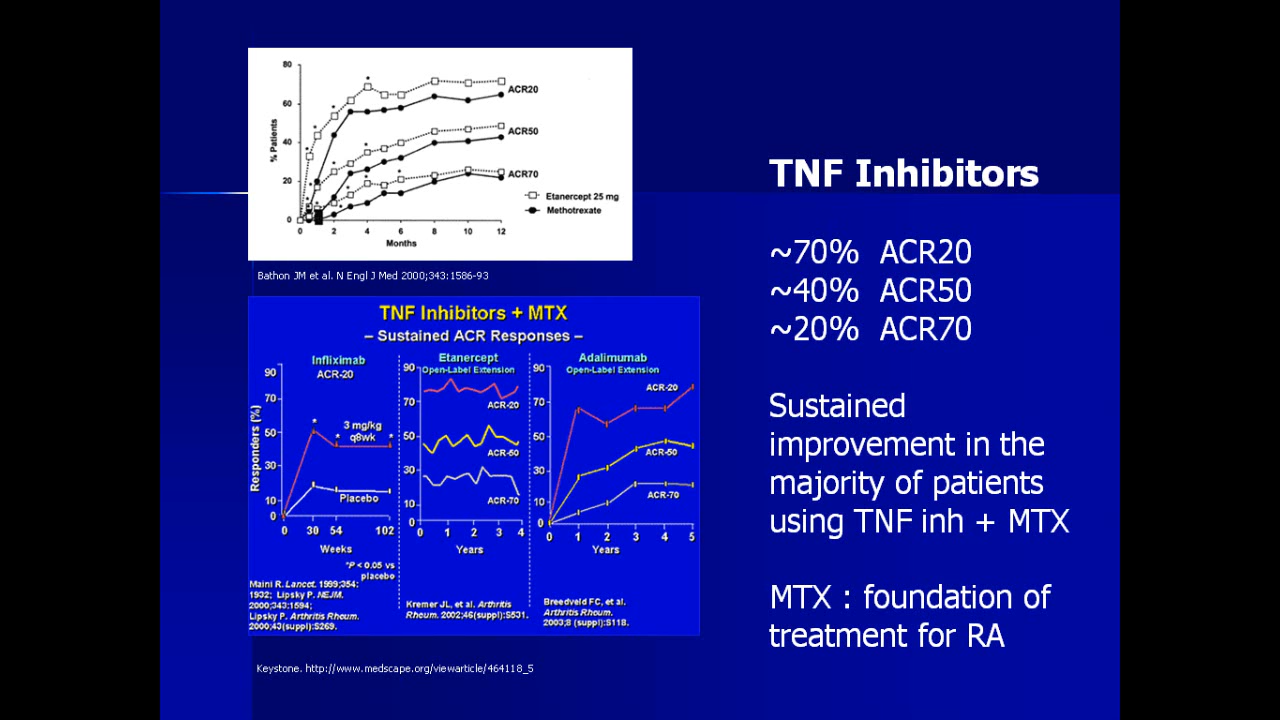 80
60
40
20
0
% Patients
ACR20
ACR50
ACR70
Etanercept 25 mg
Methotrexate
0 2 4 6 8 10 12
Months
Bathon JM et al. N Engl J Med 2000;343:1586-93
TNF Inhibitors + MTX
– Sustained ACR Responses –
Infliximab
ACR-20
Responders (%)
90
70
50
30
10
0
3 mg/kg
q8wk
Placebo
0 30 54 102
Weeks
*P < 0.05 vs
placebo
Maini R. Lancet. 1999;354:
1932; Lipsky P. NEJM.
2000;343:1594;
Lipsky P. Arthritis Rheum.
2000;43(suppl):S269.
Etanercept
Open-Label Extension
90
70
50
30
10
0
ACR-20
ACR-50
ACR-70
0 1 2 3 4
Years
Kremer JL, et al. Arthritis
Rheum. 2002;46(suppl):S531.
Adalimumab
Open-Label Extension
90
70
50
30
10
0
ACR-20
ACR-50
ACR-70
0 1 2 3 4 5
Years
Breedveld FC, et al.
Arthritis Rheum.
2003;8 (suppl):S118.
Keystone. http://www.medscape.org/viewarticle/464118_5
TNF Inhibitors
~70% ACR20
~40% ACR50
~20% ACR70
Sustained
improvement in the
majority of patients
using TNF inh + MTX
MTX : foundation of
treatment for RA